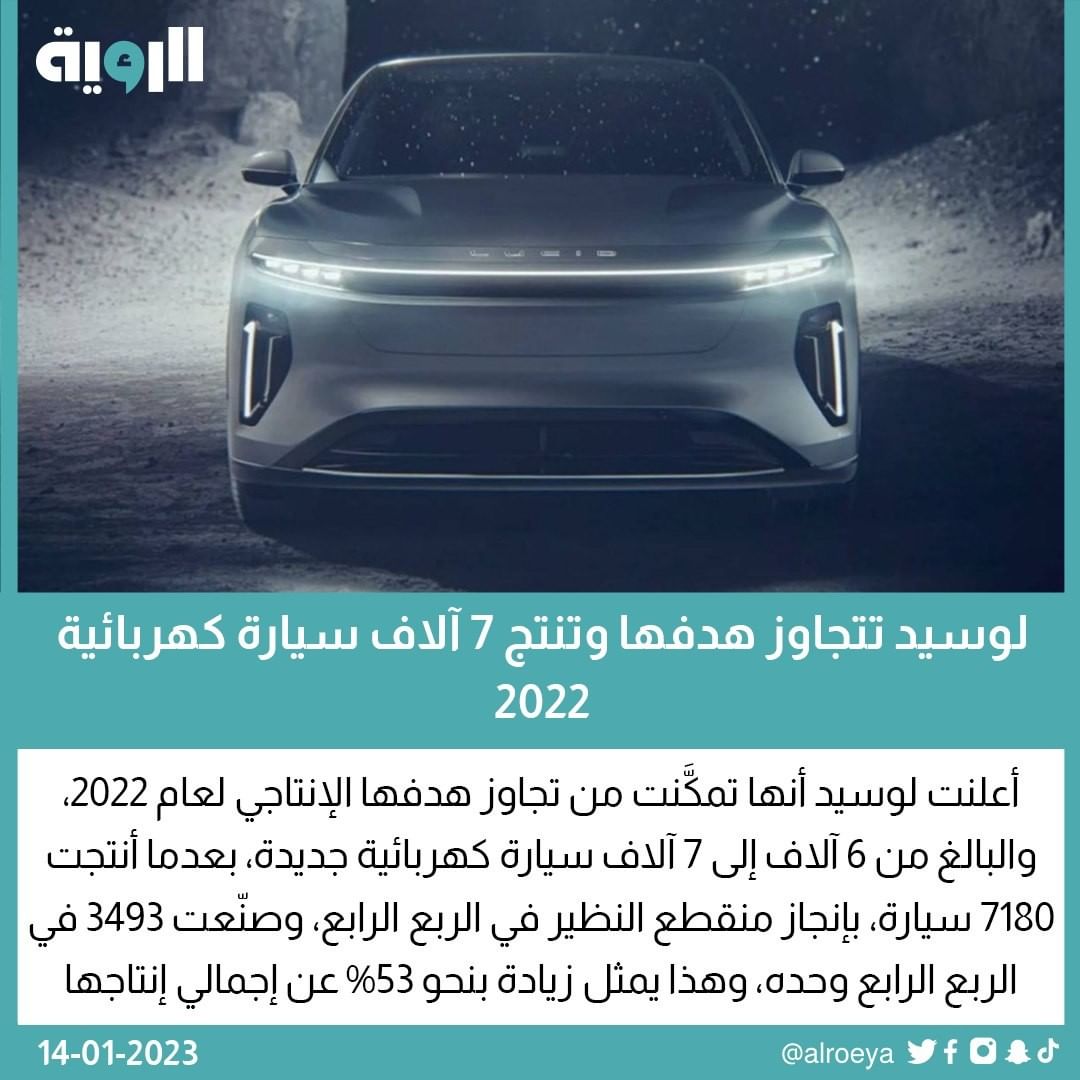 الرؤية
LUCID
لوسيد تتجاوز هدفها وتنتج 7 آلاف سيارة كهربائية
2022
أعلنت لوسيد أنها تمكَّنت من تجاوز هدفها الإنتاجي لعام 2022،
والبالغ من 6 آلاف إلى 7 آلاف سيارة كهربائية جديدة، بعدما أنتجت
7180 سيارة، بإنجاز منقطع النظير في الربع الرابع، وصنّعت 3493 في
الربع الرابع وحده، وهذا يمثل زيادة بنحو 53% عن إجمالي إنتاجها
14-01-2023
@alroeya